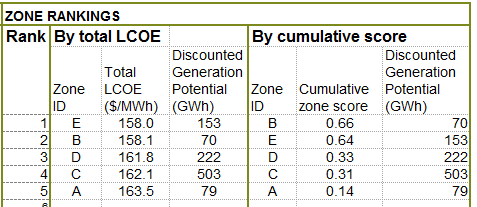 ZONE RANKINGS
Rank By total LCOE By cumulative score
Zone ID Total LCOE ($/MWh) Discounted Generation Potential (GWh) Zone ID Cumulative zone score Discounted Generation Potential (GWh)
1 E 158.0 153 B 0.66 70
2 B 158.1 70 E 0.64 153
3 D 161.8 222 D 0.33 222
4 C 162.1 503 C 0.31 503
5 A 163.5 79 A 0.14 79